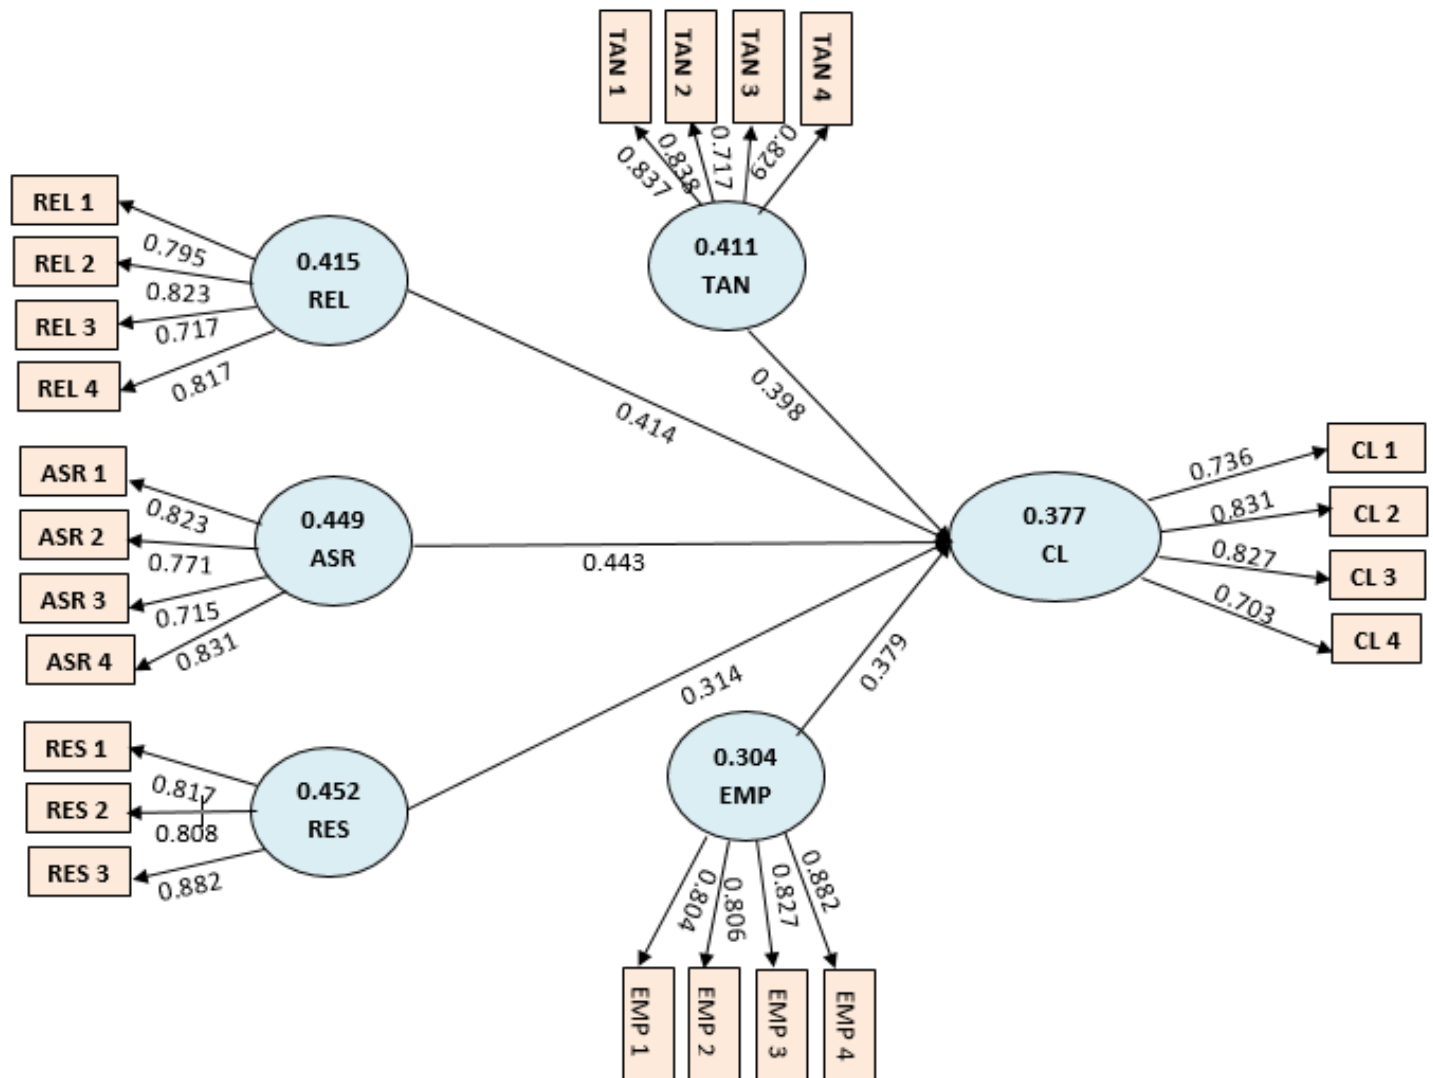 TAN 1
TAN 2
TAN 3
TAN 4
0.837
0.838
0.717
0.829
0.411
TAN
REL 1
REL 2
REL 3
REL 4
0.795
0.823
0.717
0.817
0.415
REL
0.414
0.398
ASR 1
ASR 2
ASR 3
ASR 4
0.823
0.771
0.715
0.831
0.449
ASR
0.443
0.377
CL
0.736
0.831
0.827
0.703
CL 1
CL 2
CL 3
CL 4
RES 1
RES 2
RES 3
0.817
0.808
0.882
0.452
RES
0.314
0.379
0.304
EMP
0.804
0.806
0.827
0.882
EMP 1
EMP 2
EMP 3
EMP 4